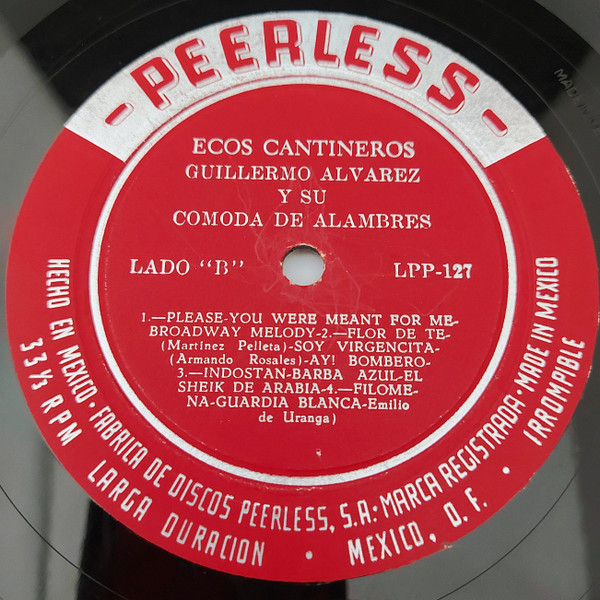 - PEERLESS -
ECOS CANTINEROS
GUILLERMO ALVAREZ
Y SU
COMODA DE ALAMBRES
LADO "B" LPP-127
1.—PLEASE-YOU WERE MEANT FOR ME-
BROADWAY MELODY-2.—FLOR DE TE-
(Martínez Pelleta)-SOY VIRGENCITA-
(Armando Rosales)-AY! BOMBERO-
3.—INDOSTAN-BARBA AZUL-EL
SHEIK DE ARABIA-4.—FILOME-
NA-GUARDIA BLANCA-Emilio
de Uranga)
HECHO EN MEXICO · FABRICA DE DISCOS PEERLESS, S.A. · MARCA REGISTRADA · MADE IN MEXICO
33⅓ RPM LARGA DURACION · MEXICO, D. F. · IRROMPIBLE